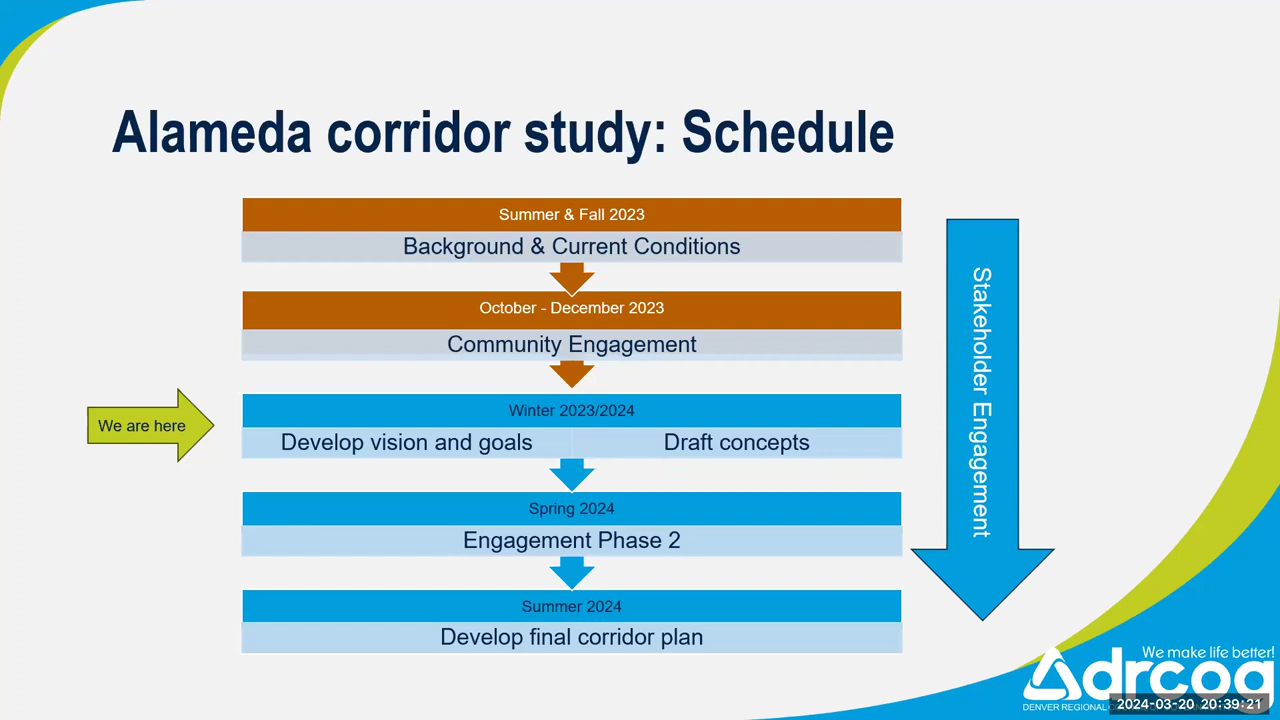 Alameda corridor study: Schedule
Summer & Fall 2023
Background & Current Conditions
October - December 2023
Community Engagement
We are here
Winter 2023/2024
Develop vision and goals
Draft concepts
Spring 2024
Engagement Phase 2
Summer 2024
Develop final corridor plan
Stakeholder Engagement
We make life better!
drcog
DENVER REGIONAL
2024-03-20 20:39:21